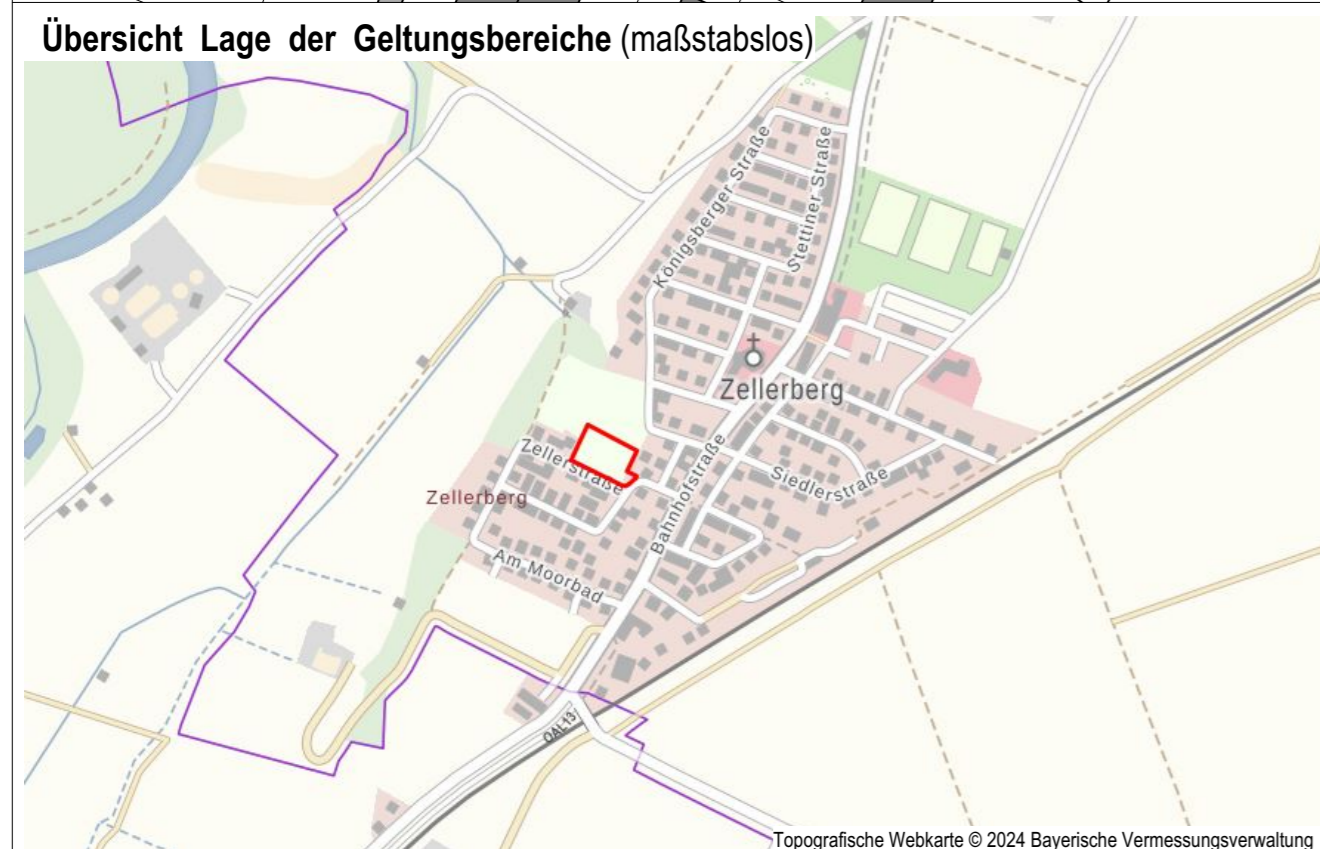 Übersicht Lage der Geltungsbereiche (maßstabslos)
Königsberger Straße
Stettiner Straße
Zellerberg
Zellerstraße
Zellerberg
Siedlerstraße
Bahnhofstraße
Am Moorbad
OAL13
Topografische Webkarte © 2024 Bayerische Vermessungsverwaltung